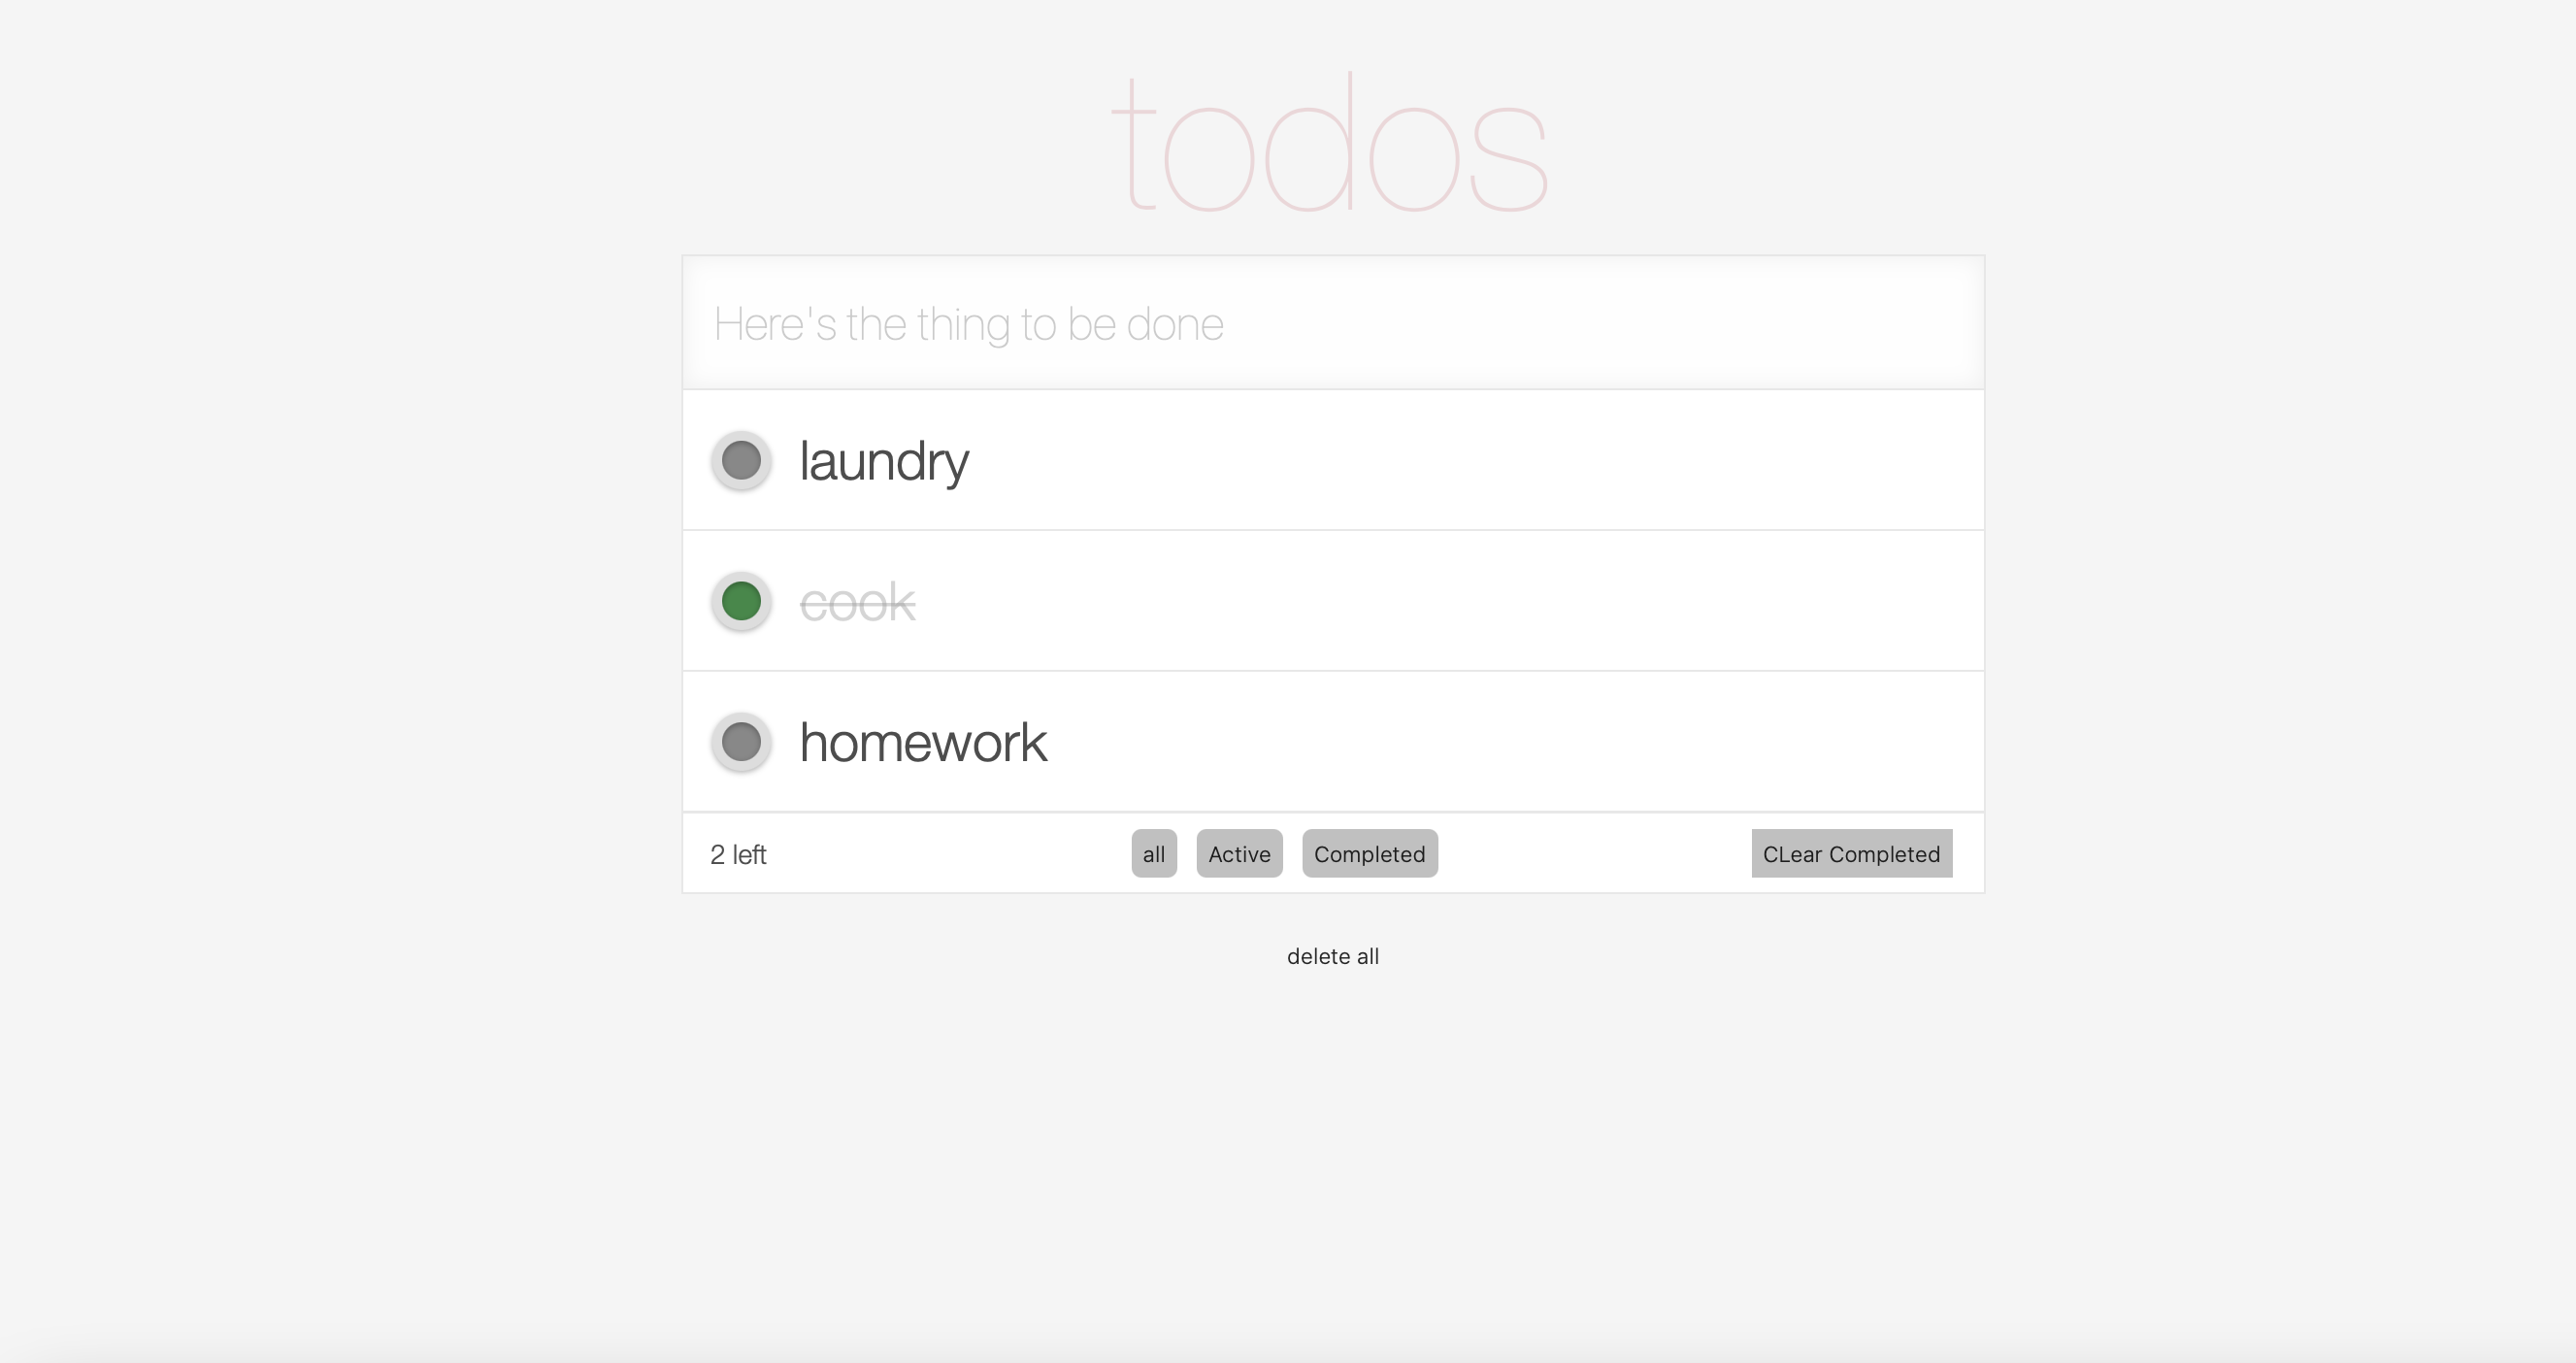 todos
Here's the thing to be done
laundry
cook
homework
2 left all Active Completed CLear Completed
delete all